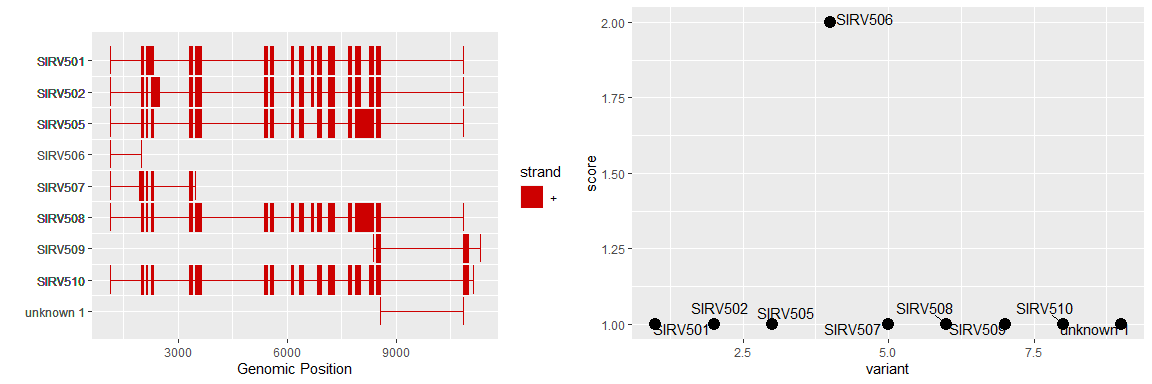 SIRV501
SIRV502
SIRV505
SIRV506
SIRV507
SIRV508
SIRV509
SIRV510
unknown 1
3000 6000 9000
Genomic Position
strand
+
score
2.00
1.75
1.50
1.25
1.00
SIRV506
SIRV501
SIRV502
SIRV505
SIRV507
SIRV508
SIRV509
SIRV510
unknown 1
2.5 5.0 7.5
variant